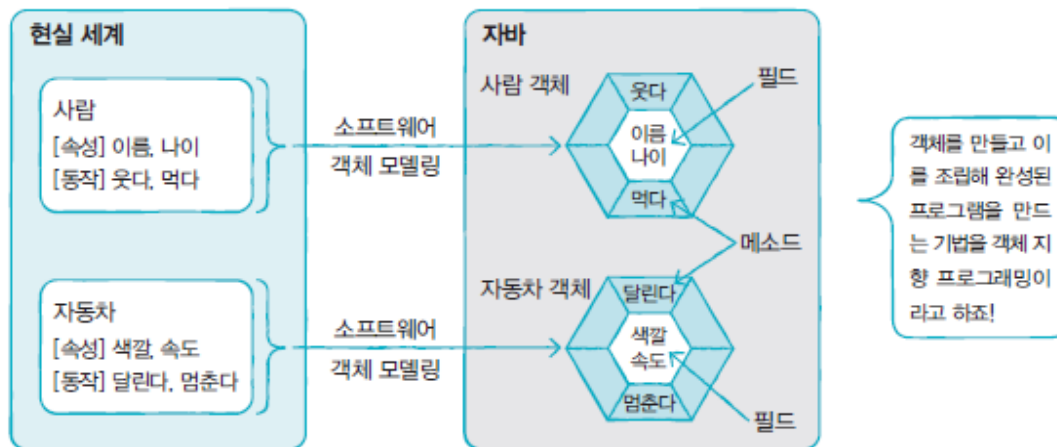 현실 세계
사람
[속성] 이름, 나이
[동작] 웃다, 먹다
자동차
[속성] 색깔, 속도
[동작] 달린다, 멈춘다
소프트웨어
객체 모델링
소프트웨어
객체 모델링
자바
사람 객체
웃다
이름
나이
먹다
필드
메소드
자동차 객체
달린다
색깔
속도
멈춘다
필드
객체를 만들고 이
를 조립해 완성된
프로그램을 만드
는 기법을 객체 지
향 프로그래밍이
라고 하죠!